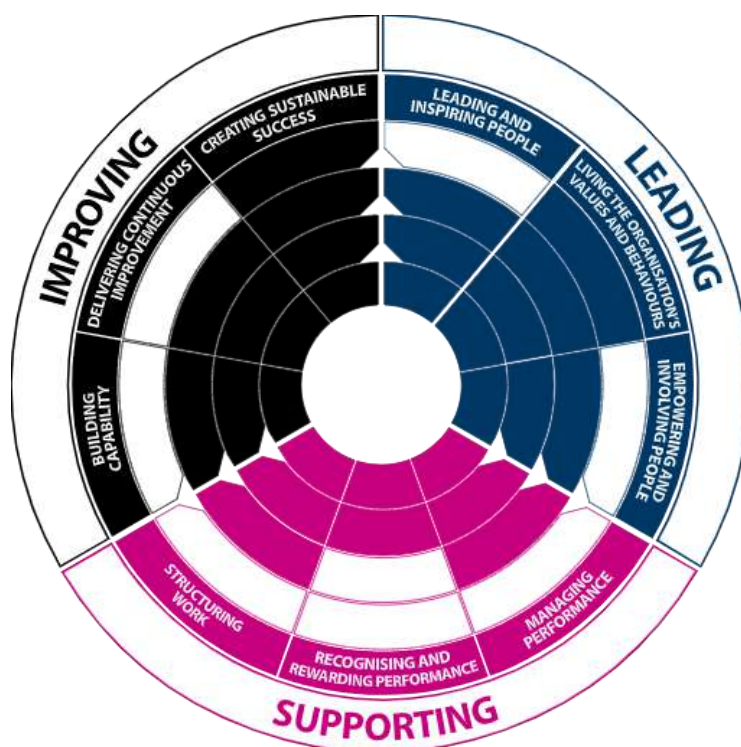 IMPROVING
CREATING SUSTAINABLE
SUCCESS
DELIVERING CONTINUOUS
IMPROVEMENT
BUILDING
CAPABILITY
LEADING
LEADING AND
INSPIRING PEOPLE
LIVING THE ORGANISATION'S
VALUES AND BEHAVIOURS
EMPOWERING AND
INVOLVING PEOPLE
SUPPORTING
STRUCTURING
WORK
RECOGNISING AND
REWARDING PERFORMANCE
MANAGING
PERFORMANCE